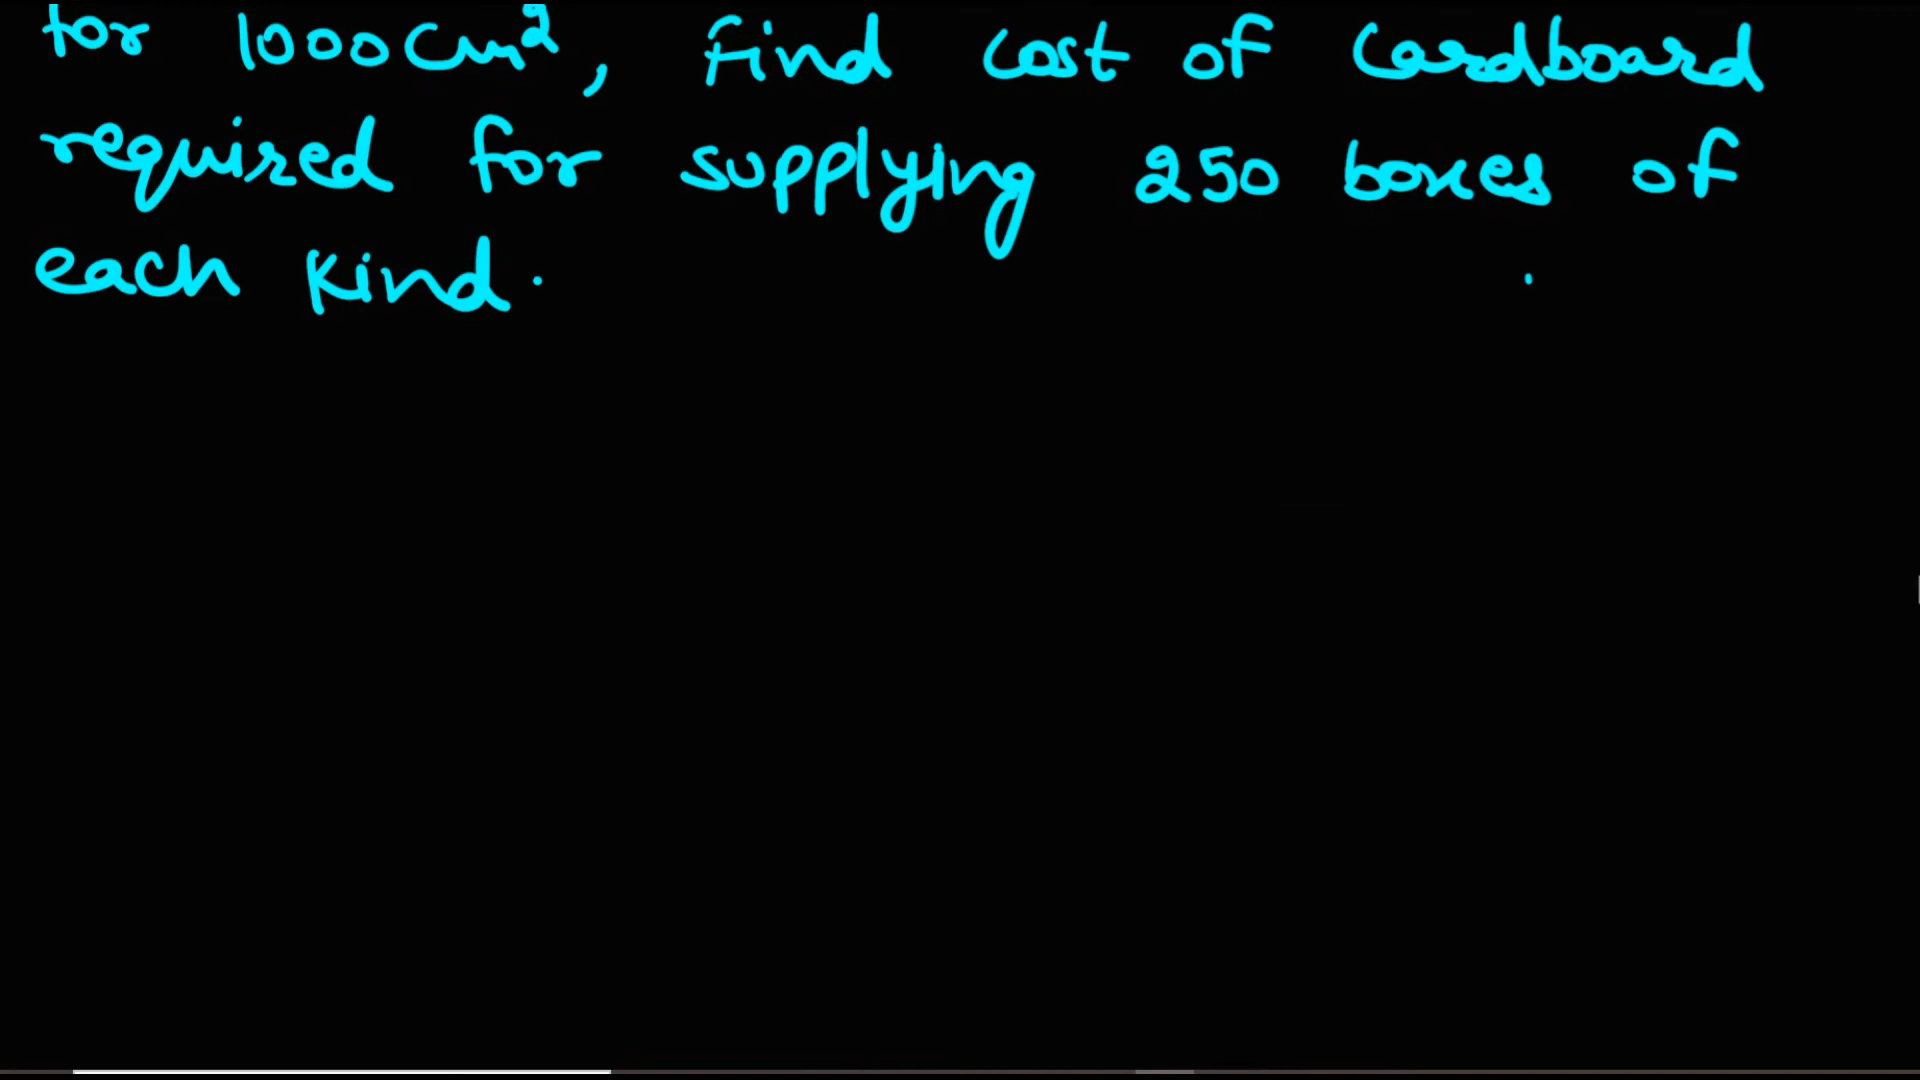 for 1000cm², Find cost of cardboard
required for supplying 250 boxes of
each kind.